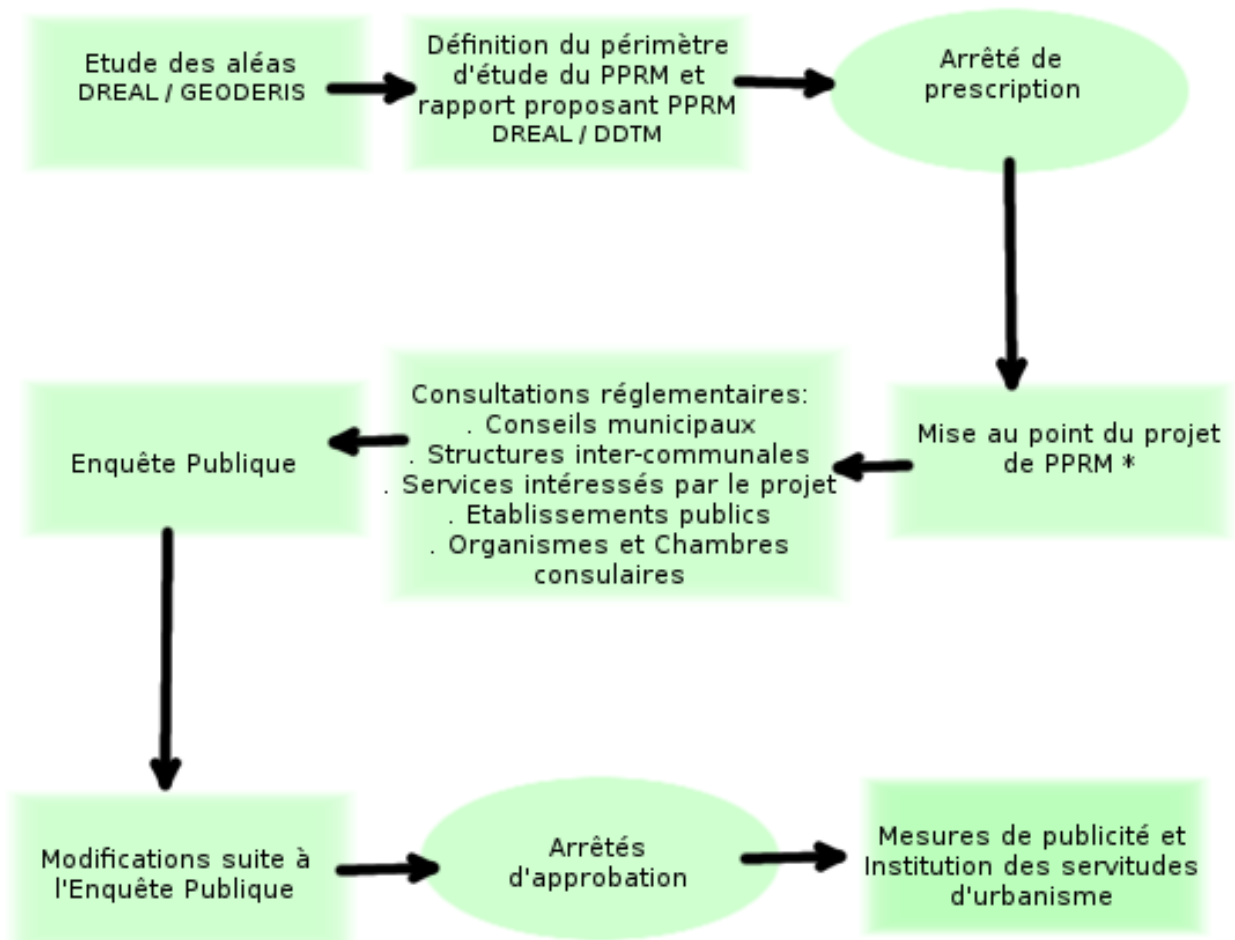 Etude des aléas
DREAL / GEODERIS
Définition du périmètre
d'étude du PPRM et
rapport proposant PPRM
DREAL / DDTM
Arrêté de
prescription
Mise au point du projet
de PPRM *
Consultations réglementaires:
. Conseils municipaux
. Structures inter-communales
. Services intéressés par le projet
. Etablissements publics
. Organismes et Chambres
consulaires
Enquête Publique
Modifications suite à
l'Enquête Publique
Arrêtés
d'approbation
Mesures de publicité et
Institution des servitudes
d'urbanisme